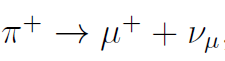 π⁺ → μ⁺ + ν_μ.